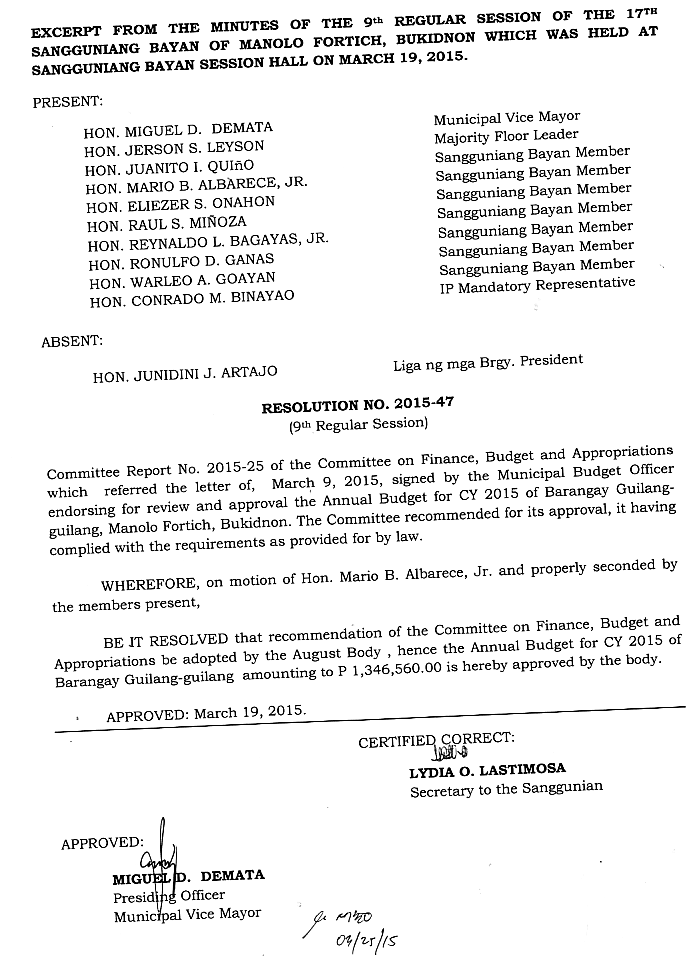 EXCERPT FROM THE MINUTES OF THE 9th REGULAR SESSION OF THE 17TH
SANGGUNIANG BAYAN OF MANOLO FORTICH, BUKIDNON WHICH WAS HELD AT
SANGGUNIANG BAYAN SESSION HALL ON MARCH 19, 2015.
PRESENT:
HON. MIGUEL D. DEMATA Municipal Vice Mayor
HON. JERSON S. LEYSON Majority Floor Leader
HON. JUANITO I. QUIñO Sangguniang Bayan Member
HON. MARIO B. ALBARECE, JR. Sangguniang Bayan Member
HON. ELIEZER S. ONAHON Sangguniang Bayan Member
HON. RAUL S. MIÑOZA Sangguniang Bayan Member
HON. REYNALDO L. BAGAYAS, JR. Sangguniang Bayan Member
HON. RONULFO D. GANAS Sangguniang Bayan Member
HON. WARLEO A. GOAYAN Sangguniang Bayan Member
HON. CONRADO M. BINAYAO IP Mandatory Representative
ABSENT:
HON. JUNIDINI J. ARTAJO Liga ng mga Brgy. President
RESOLUTION NO. 2015-47
(9th Regular Session)
Committee Report No. 2015-25 of the Committee on Finance, Budget and Appropriations
which referred the letter of, March 9, 2015, signed by the Municipal Budget Officer
endorsing for review and approval the Annual Budget for CY 2015 of Barangay Guilang-
guilang, Manolo Fortich, Bukidnon. The Committee recommended for its approval, it having
complied with the requirements as provided for by law.
WHEREFORE, on motion of Hon. Mario B. Albarece, Jr. and properly seconded by
the members present,
BE IT RESOLVED that recommendation of the Committee on Finance, Budget and
Appropriations be adopted by the August Body , hence the Annual Budget for CY 2015 of
Barangay Guilang-guilang amounting to P 1,346,560.00 is hereby approved by the body.
APPROVED: March 19, 2015.
CERTIFIED CORRECT:
LYDIA O. LASTIMOSA
Secretary to the Sanggunian
APPROVED:
MIGUEL D. DEMATA
Presiding Officer
Municipal Vice Mayor
03/25/15